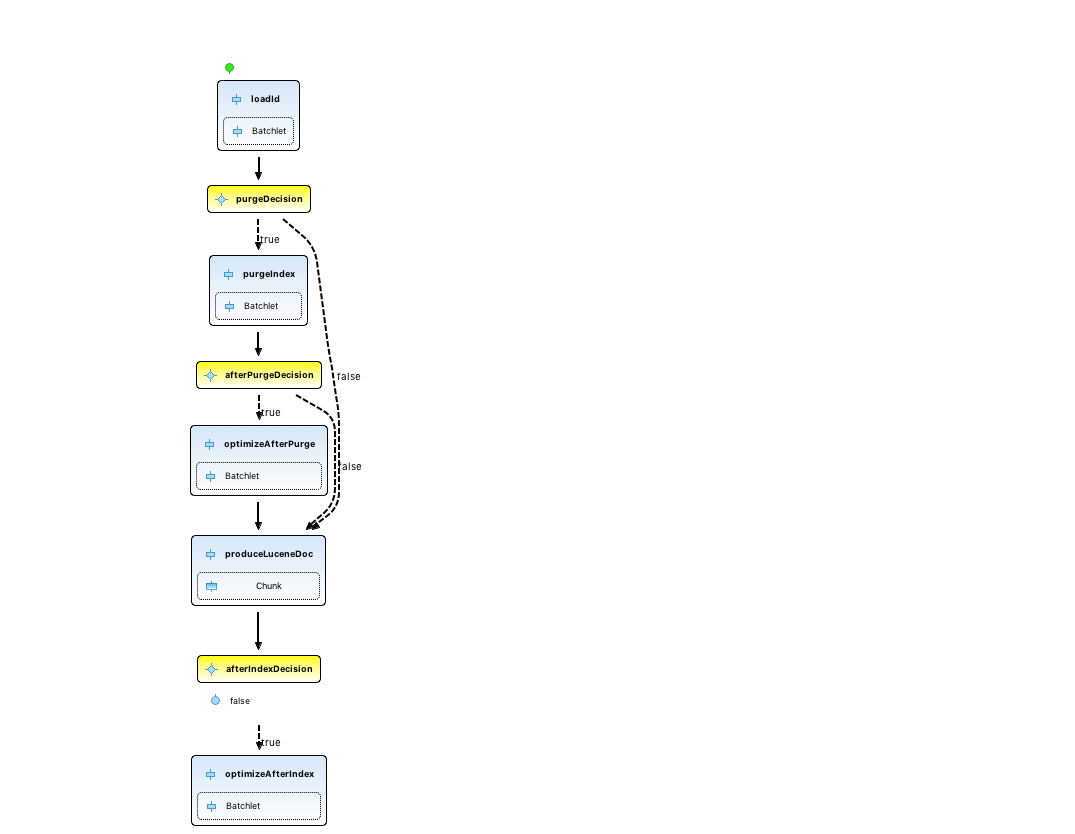 loadId
Batchlet
purgeDecision
true
purgeIndex
Batchlet
afterPurgeDecision
false
true
optimizeAfterPurge
false
Batchlet
produceLuceneDoc
Chunk
afterIndexDecision
false
true
optimizeAfterIndex
Batchlet